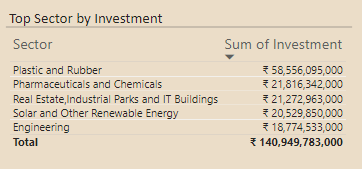 Top Sector by Investment
Sector Sum of Investment
Plastic and Rubber ₹ 58,556,095,000
Pharmaceuticals and Chemicals ₹ 21,816,342,000
Real Estate,Industrial Parks and IT Buildings ₹ 21,272,963,000
Solar and Other Renewable Energy ₹ 20,529,850,000
Engineering ₹ 18,774,533,000
Total ₹ 140,949,783,000